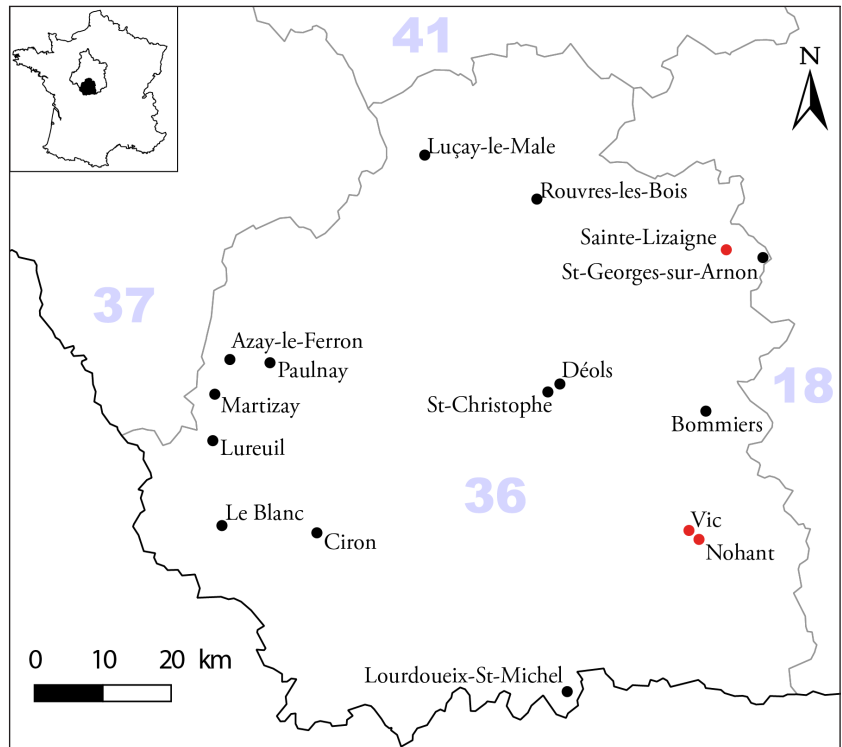 41
N
Luçay-le-Male
Rouvres-les-Bois
Sainte-Lizaigne
St-Georges-sur-Arnon
37
Azay-le-Ferron
Paulnay
Déols
18
Martizay
St-Christophe
Bommiers
Lureuil
36
Le Blanc
Vic
Ciron
Nohant
0 10 20 km
Lourdoueix-St-Michel